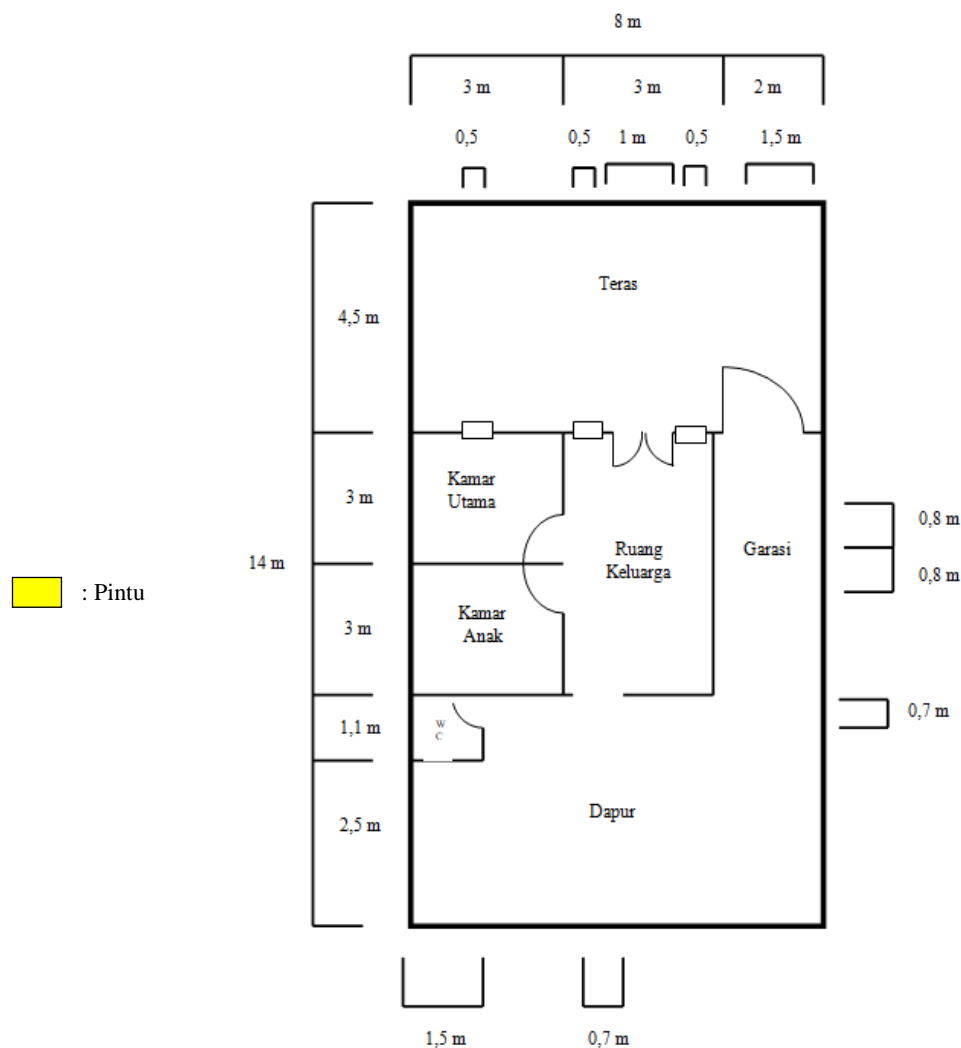 8 m
3 m
3 m
2 m
0,5
0,5
1 m
0,5
1,5 m
Teras
4,5 m
Kamar
Utama
3 m
Ruang
Keluarga
Garasi
0,8 m
0,8 m
14 m
: Pintu
Kamar
Anak
3 m
1,1 m
W
C
0,7 m
2,5 m
Dapur
1,5 m
0,7 m